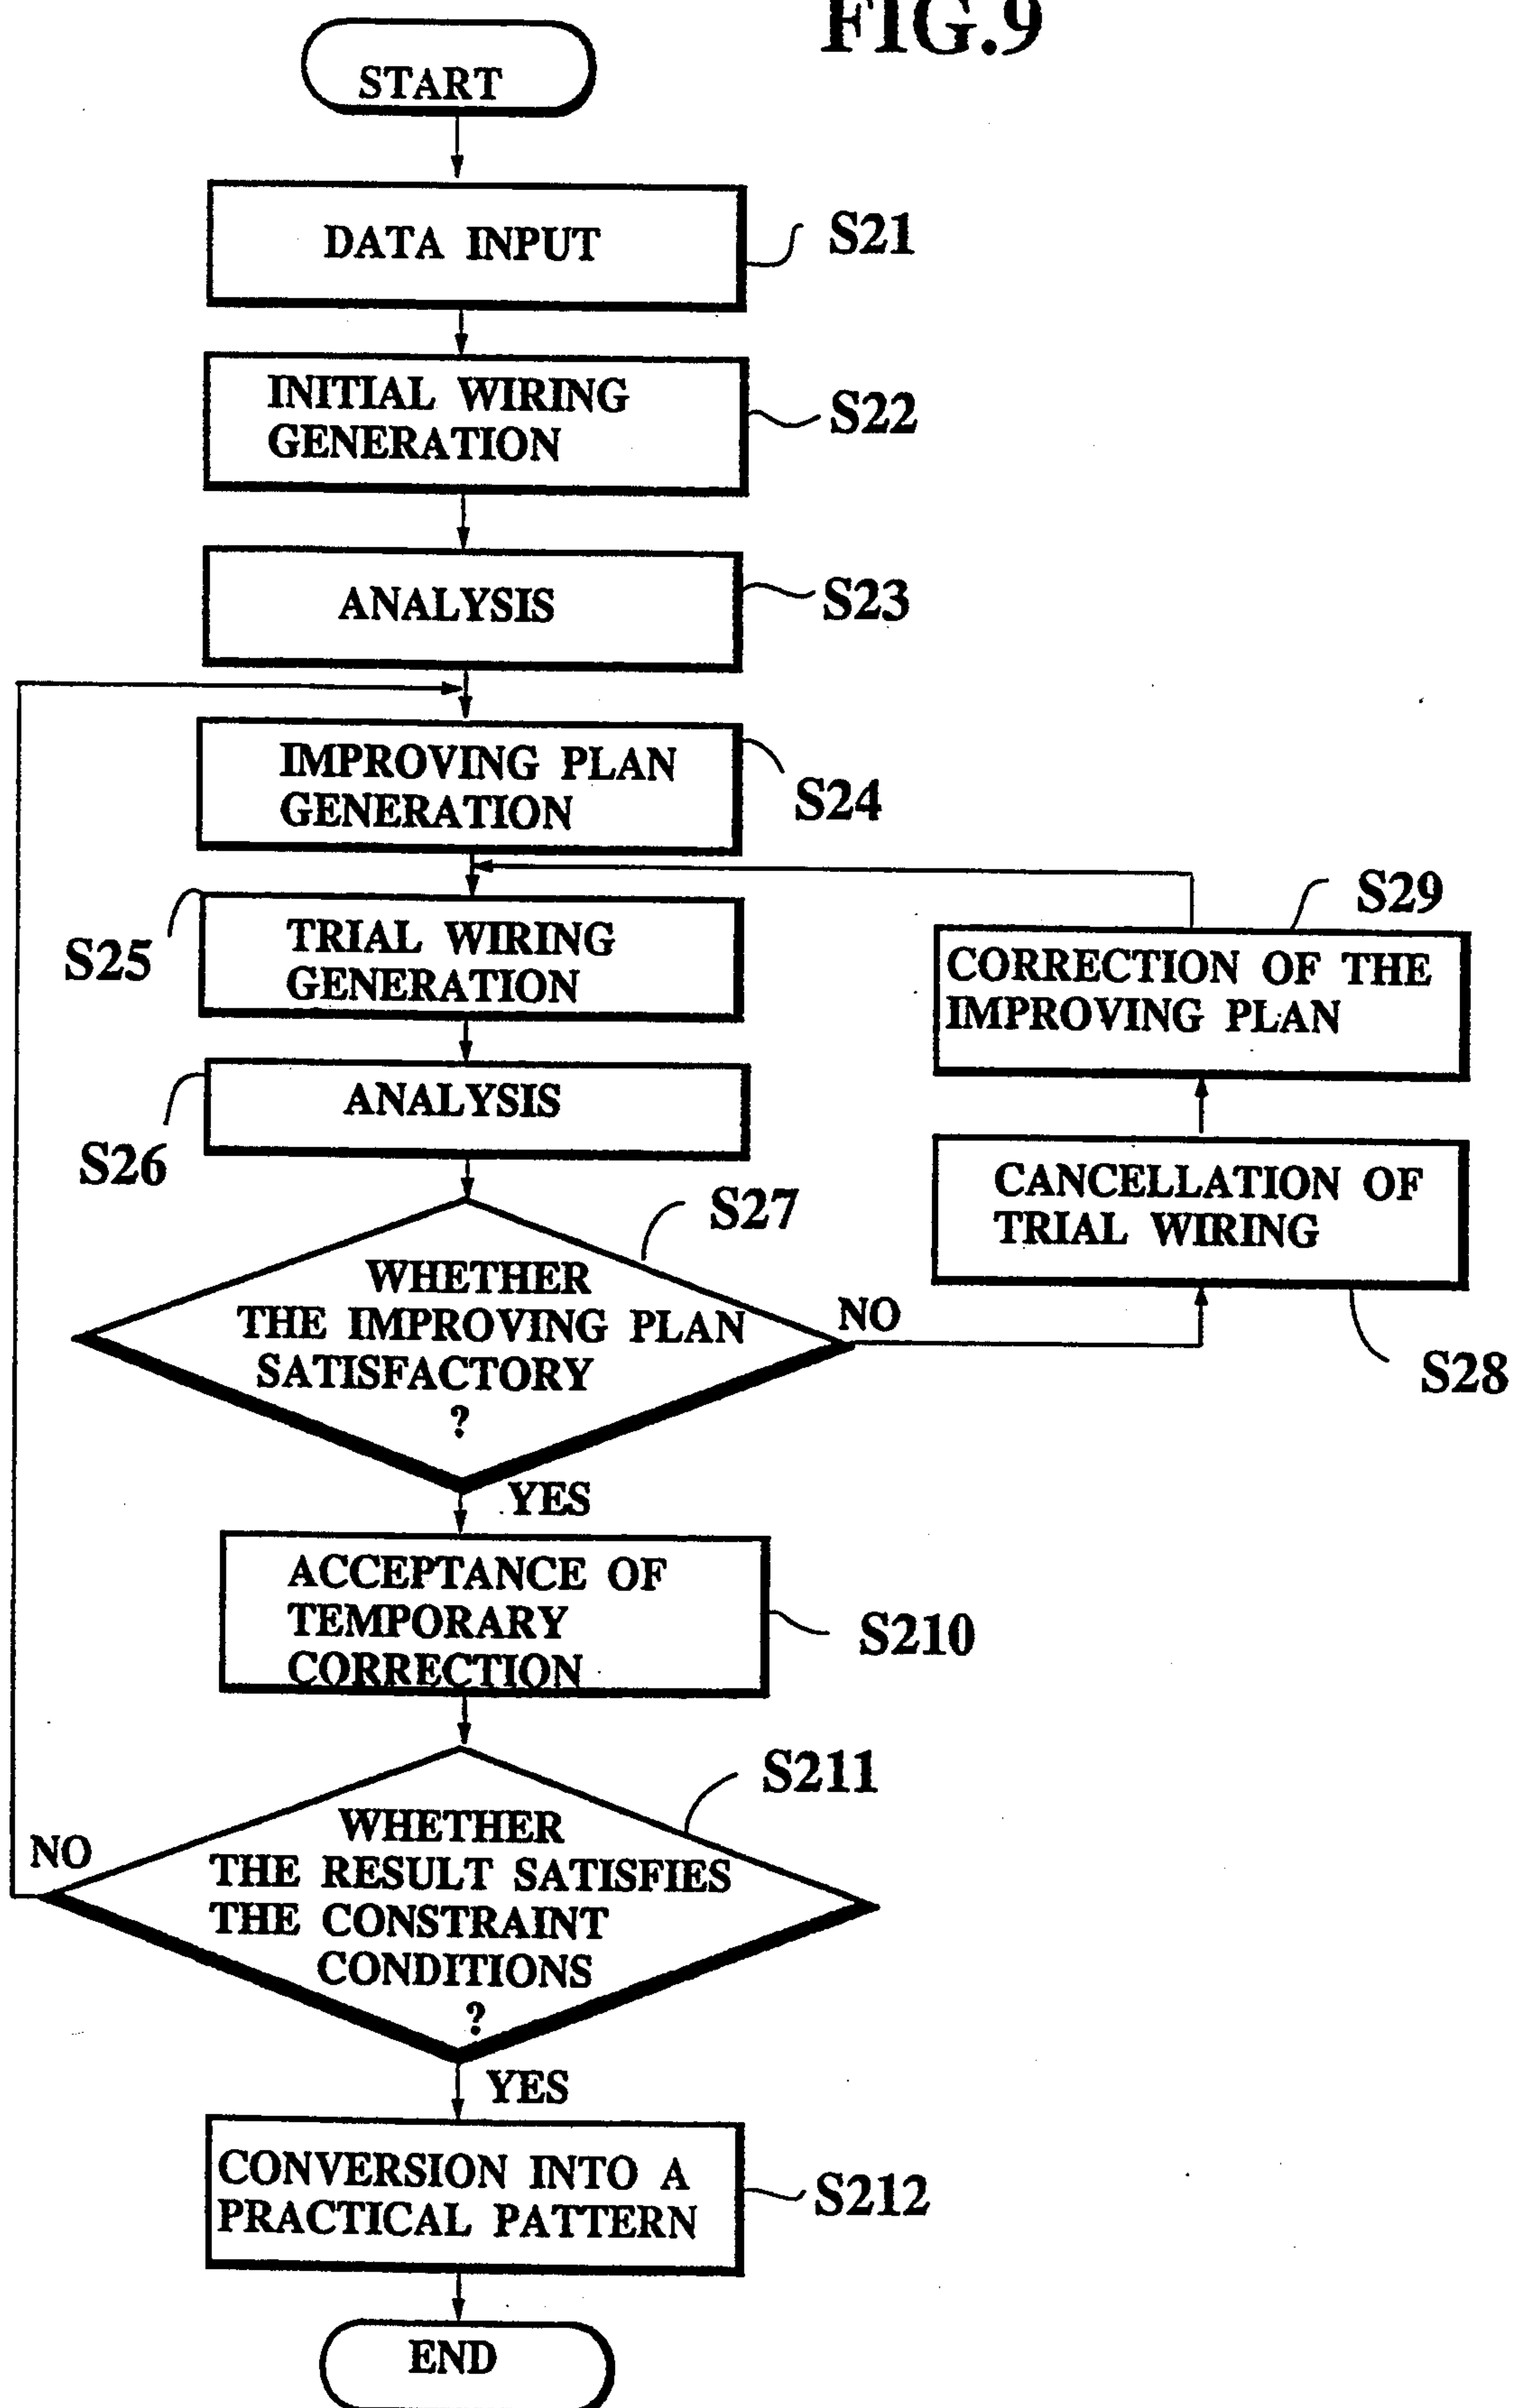 FIG.9
START
DATA INPUT
S21
INITIAL WIRING
GENERATION
S22
ANALYSIS
S23
IMPROVING PLAN
GENERATION
S24
S25
TRIAL WIRING
GENERATION
S29
CORRECTION OF THE
IMPROVING PLAN
ANALYSIS
S26
CANCELLATION OF
TRIAL WIRING
S28
S27
WHETHER
THE IMPROVING PLAN
SATISFACTORY
?
NO
YES
ACCEPTANCE OF
TEMPORARY
CORRECTION
S210
S211
WHETHER
THE RESULT SATISFIES
THE CONSTRAINT
CONDITIONS
?
NO
YES
CONVERSION INTO A
PRACTICAL PATTERN
S212
END